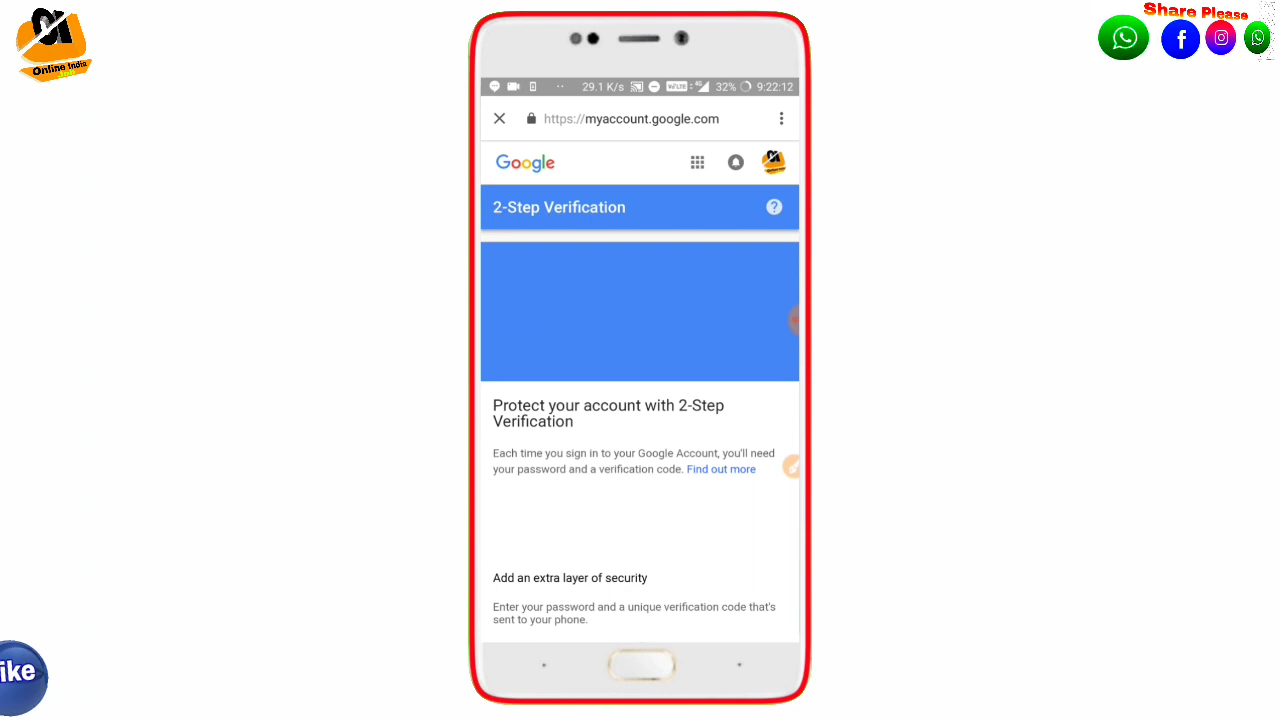 Online India
Share Please
29.1 K/s
VoLTE
4G
32%
9:22:12
https://myaccount.google.com
Google
2-Step Verification
?
Protect your account with 2-Step
Verification
Each time you sign in to your Google Account, you'll need
your password and a verification code. Find out more
Add an extra layer of security
Enter your password and a unique verification code that's
sent to your phone.
ike